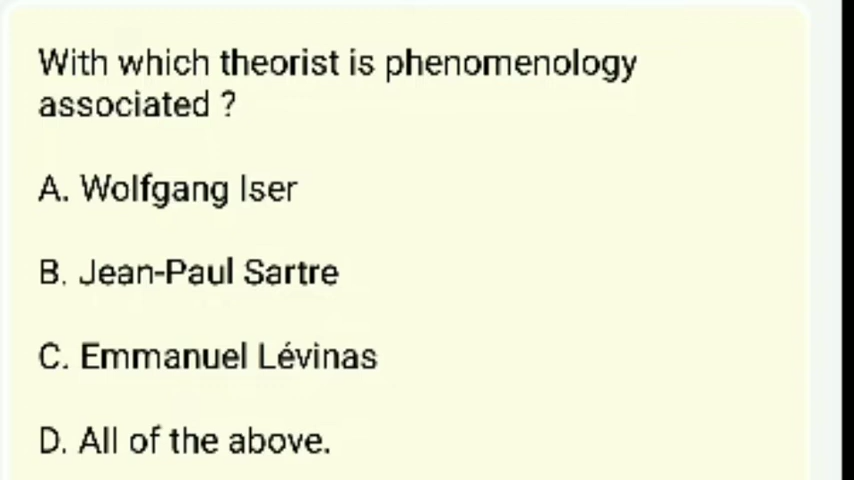 With which theorist is phenomenology
associated ?
A. Wolfgang Iser
B. Jean-Paul Sartre
C. Emmanuel Lévinas
D. All of the above.